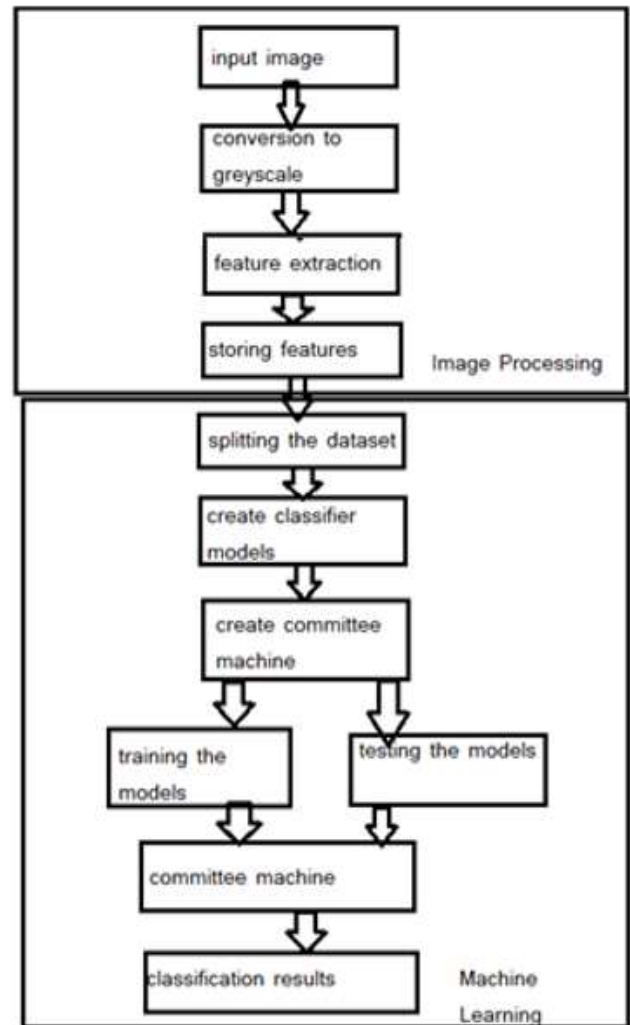 input image
conversion to
greyscale
feature extraction
storing features
Image Processing
splitting the dataset
create classifier
models
create committee
machine
training the
models
testing the models
committee machine
classification results
Machine
Learning